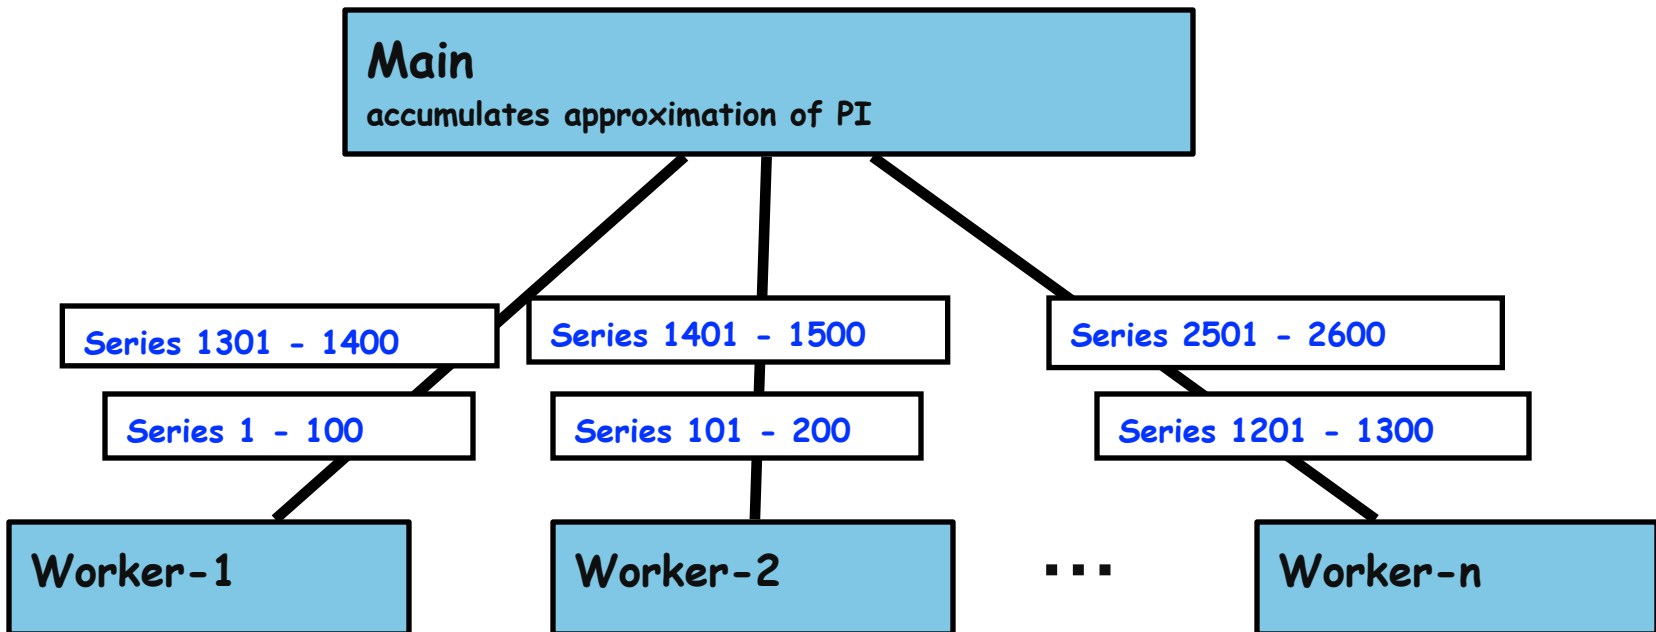 Main
accumulates approximation of PI
Series 1301 - 1400
Series 1401 - 1500
Series 2501 - 2600
Series 1 - 100
Series 101 - 200
Series 1201 - 1300
Worker-1
Worker-2
...
Worker-n